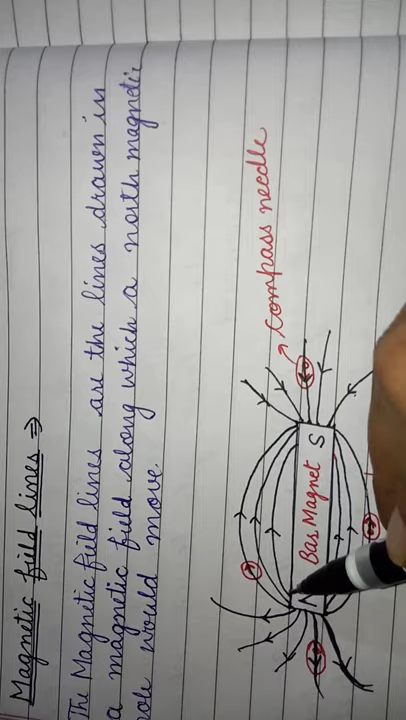 Magnetic field lines ⇒
The Magnetic field lines are the lines drawn in
a magnetic field along which a north magnetic
pole would move.
compass needle
Bar Magnet S